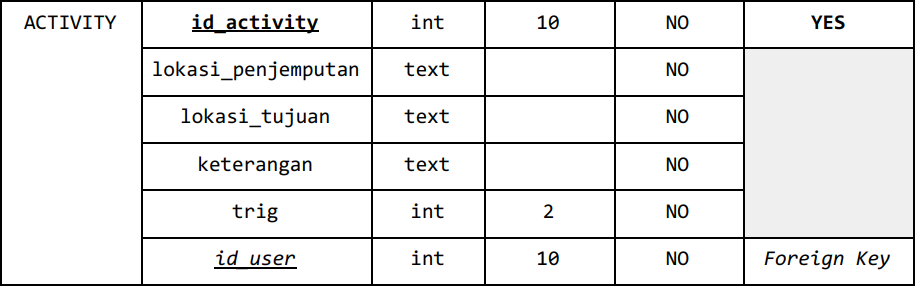 ACTIVITY id_activity int 10 NO YES
lokasi_penjemputan text NO
lokasi_tujuan text NO
keterangan text NO
trig int 2 NO
id_user int 10 NO Foreign Key